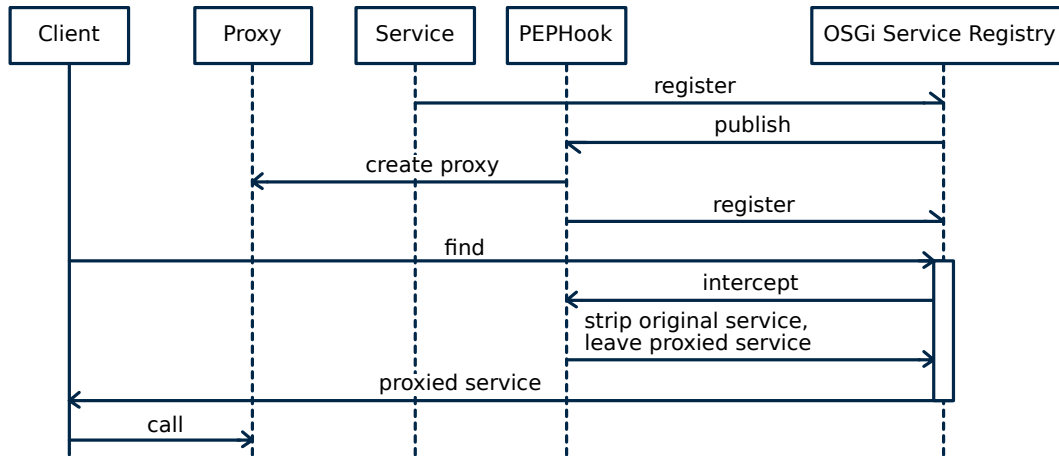 Client
Proxy
Service
PEPHook
OSGi Service Registry
register
publish
create proxy
register
find
intercept
strip original service,
leave proxied service
proxied service
call